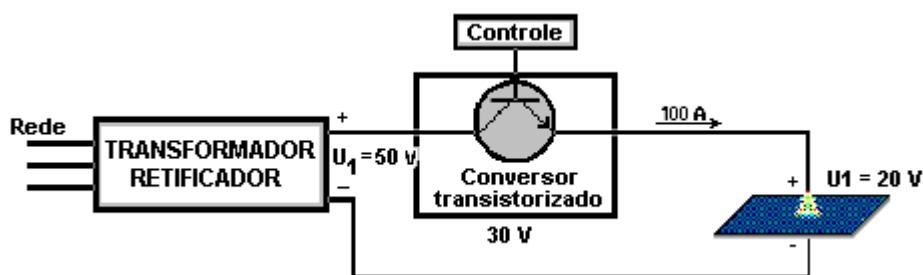 Controle
Rede
TRANSFORMADOR
RETIFICADOR
+
U1 = 50 V
−
Conversor
transistorizado
30 V
100 A
+
U1 = 20 V
-